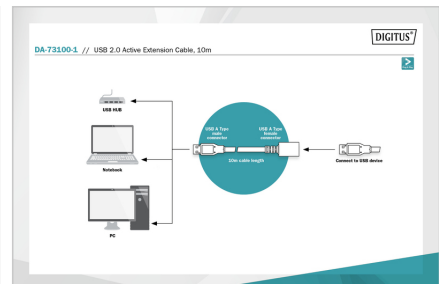 DIGITUS®
DA-73100-1 // USB 2.0 Active Extension Cable, 10m
USB HUB
USB A Type
male
connector
USB A Type
female
connector
10m cable length
Notebook
Connect to USB device
PC